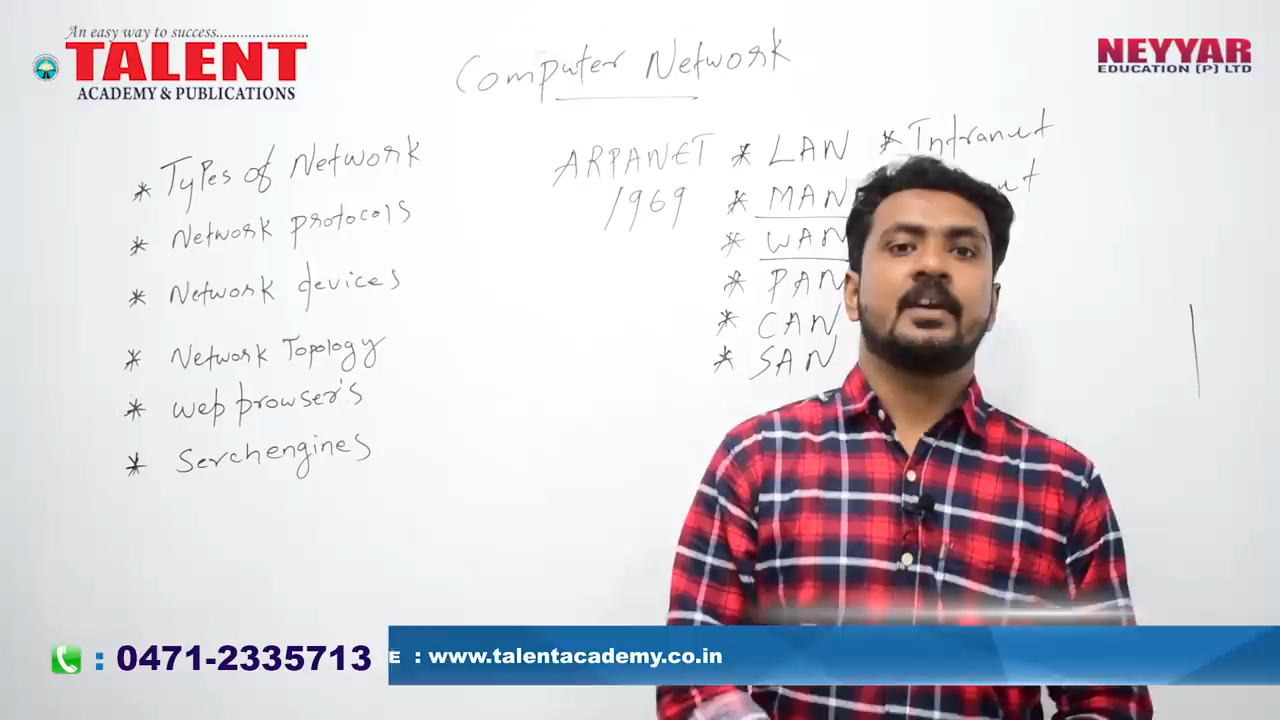 An easy way to success......................
TALENT
ACADEMY & PUBLICATIONS
NEYYAR
EDUCATION (P) LTD
Computer Network
* Types of Network
* Network protocols
* Network devices
* Network Topology
* web browser's
* Serchengines
ARPANET
1969
* LAN
* MAN
* WAN
* PAN
* CAN
* SAN
* Intranet
: 0471-2335713
E : www.talentacademy.co.in